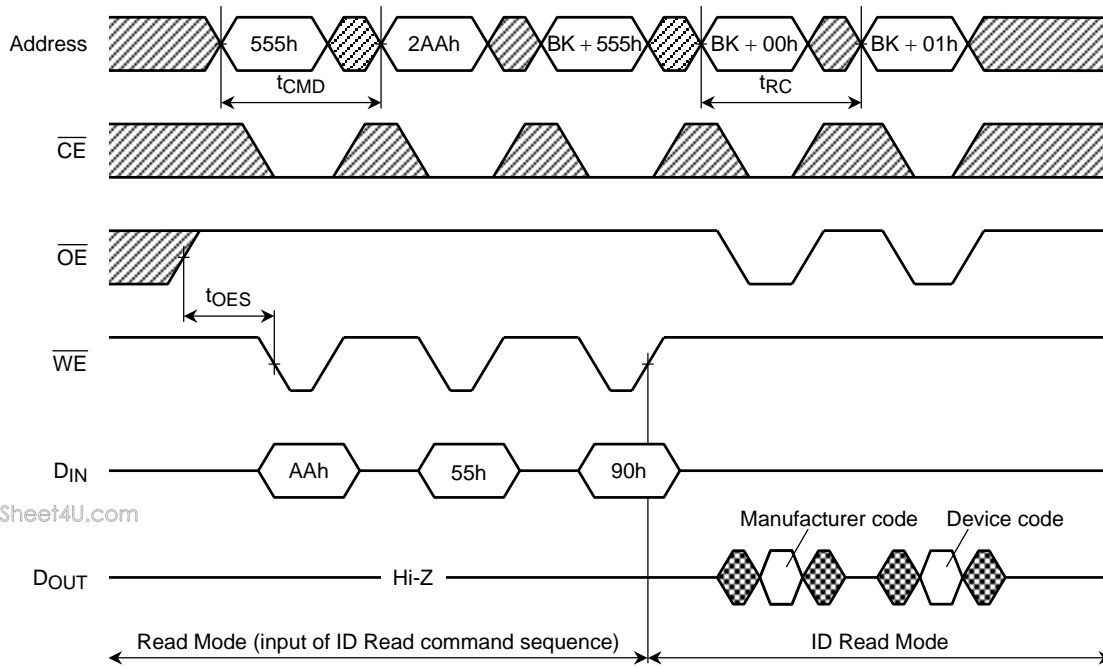 Address 555h 2AAh BK + 555h BK + 00h BK + 01h
tCMD tRC
CE
OE
tOES
WE
DIN AAh 55h 90h
Sheet4U.com
Manufacturer code Device code
DOUT Hi-Z
Read Mode (input of ID Read command sequence) ID Read Mode